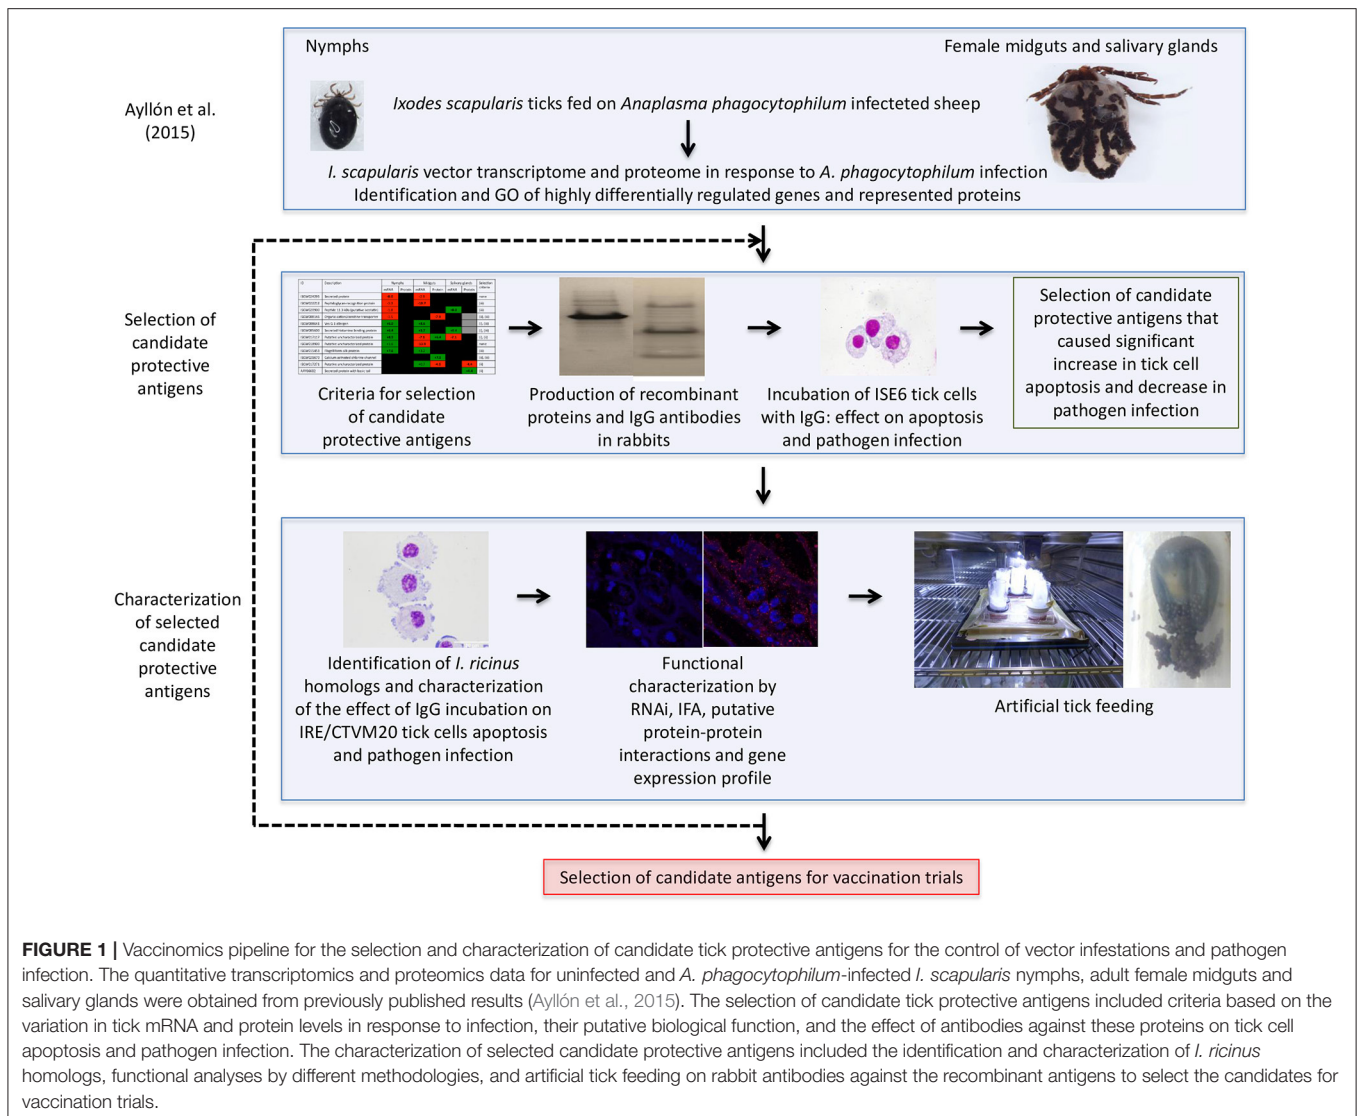 Nymphs
Female midguts and salivary glands
Ayllón et al.
(2015)
Ixodes scapularis ticks fed on Anaplasma phagocytophilum infecteted sheep
I. scapularis vector transcriptome and proteome in response to A. phagocytophilum infection
Identification and GO of highly differentially regulated genes and represented proteins
Selection of
candidate
protective
antigens
Criteria for selection
of candidate
protective antigens
Production of recombinant
proteins and IgG antibodies
in rabbits
Incubation of ISE6 tick cells
with IgG: effect on apoptosis
and pathogen infection
Selection of candidate
protective antigens that
caused significant
increase in tick cell
apoptosis and decrease in
pathogen infection
Characterization
of selected
candidate
protective
antigens
Identification of I. ricinus
homologs and characterization
of the effect of IgG incubation on
IRE/CTVM20 tick cells apoptosis
and pathogen infection
Functional
characterization by
RNAi, IFA, putative
protein-protein
interactions and gene
expression profile
Artificial tick feeding
Selection of candidate antigens for vaccination trials
FIGURE 1 | Vaccinomics pipeline for the selection and characterization of candidate tick protective antigens for the control of vector infestations and pathogen
infection. The quantitative transcriptomics and proteomics data for uninfected and A. phagocytophilum-infected I. scapularis nymphs, adult female midguts and
salivary glands were obtained from previously published results (Ayllón et al., 2015). The selection of candidate tick protective antigens included criteria based on the
variation in tick mRNA and protein levels in response to infection, their putative biological function, and the effect of antibodies against these proteins on tick cell
apoptosis and pathogen infection. The characterization of selected candidate protective antigens included the identification and characterization of I. ricinus
homologs, functional analyses by different methodologies, and artificial tick feeding on rabbit antibodies against the recombinant antigens to select the candidates for
vaccination trials.